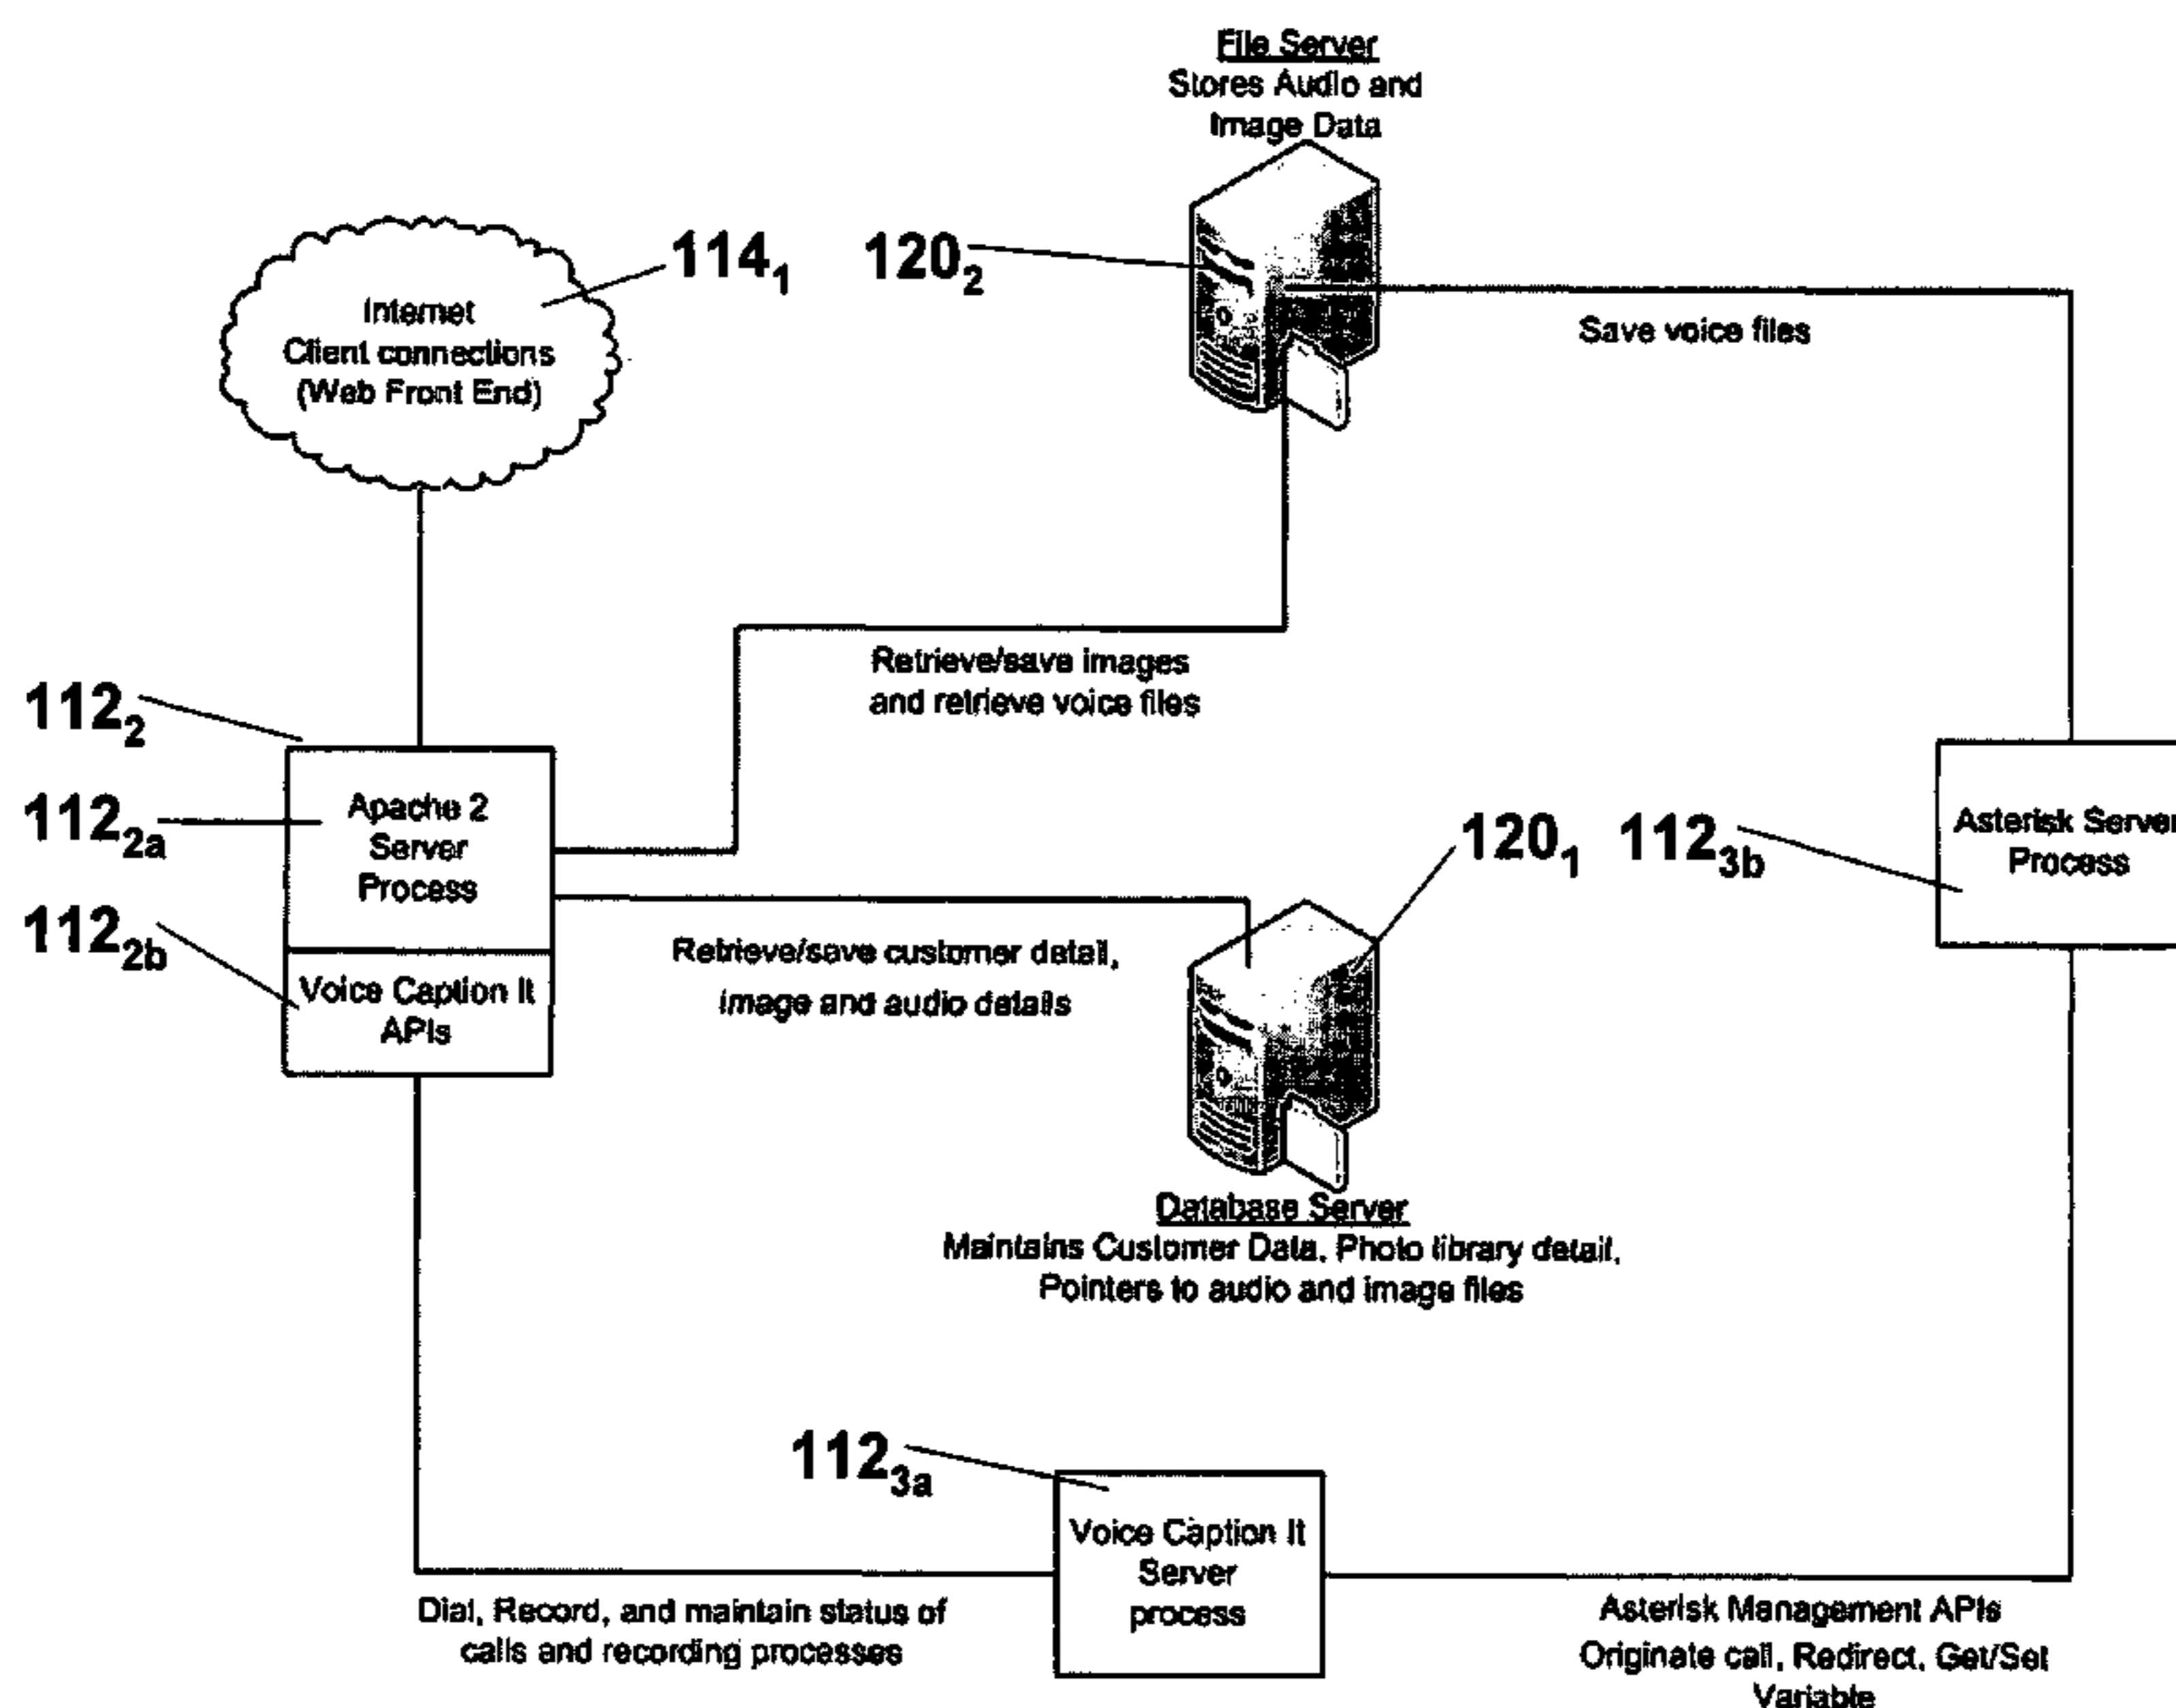 File Server
Stores Audio and
Image Data
114₁
120₂
Internet
Client connections
(Web Front End)
Save voice files
Retrieve/save images
and retrieve voice files
112₂
Apache 2
Server
Process
112₂ₐ
112₂b
Voice Caption It
APIs
Retrieve/save customer detail,
image and audio details
120₁
112₃b
Asterisk Server
Process
Database Server
Maintains Customer Data, Photo library detail,
Pointers to audio and image files
112₃ₐ
Voice Caption It
Server
process
Dial, Record, and maintain status of
calls and recording processes
Asterisk Management APIs
Originate call, Redirect, Get/Set
Variable